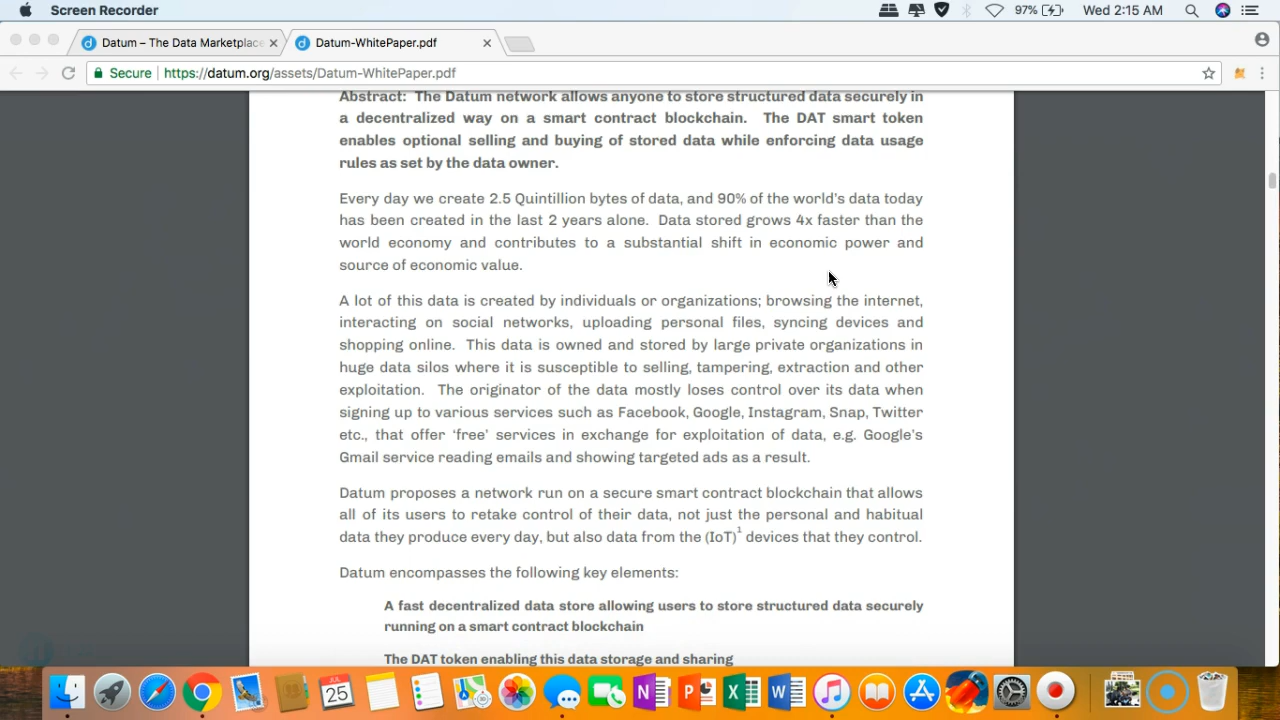 Screen Recorder
97%
Wed 2:15 AM
Datum – The Data Marketplace
Datum-WhitePaper.pdf
Secure
https://datum.org/assets/Datum-WhitePaper.pdf
Abstract: The Datum network allows anyone to store structured data securely in
a decentralized way on a smart contract blockchain. The DAT smart token
enables optional selling and buying of stored data while enforcing data usage
rules as set by the data owner.
Every day we create 2.5 Quintillion bytes of data, and 90% of the world's data today
has been created in the last 2 years alone. Data stored grows 4x faster than the
world economy and contributes to a substantial shift in economic power and
source of economic value.
A lot of this data is created by individuals or organizations; browsing the internet,
interacting on social networks, uploading personal files, syncing devices and
shopping online. This data is owned and stored by large private organizations in
huge data silos where it is susceptible to selling, tampering, extraction and other
exploitation. The originator of the data mostly loses control over its data when
signing up to various services such as Facebook, Google, Instagram, Snap, Twitter
etc., that offer 'free' services in exchange for exploitation of data, e.g. Google's
Gmail service reading emails and showing targeted ads as a result.
Datum proposes a network run on a secure smart contract blockchain that allows
all of its users to retake control of their data, not just the personal and habitual
data they produce every day, but also data from the (IoT)1 devices that they control.
Datum encompasses the following key elements:
A fast decentralized data store allowing users to store structured data securely
running on a smart contract blockchain
The DAT token enabling this data storage and sharing
JUL
25
N
P
X
W